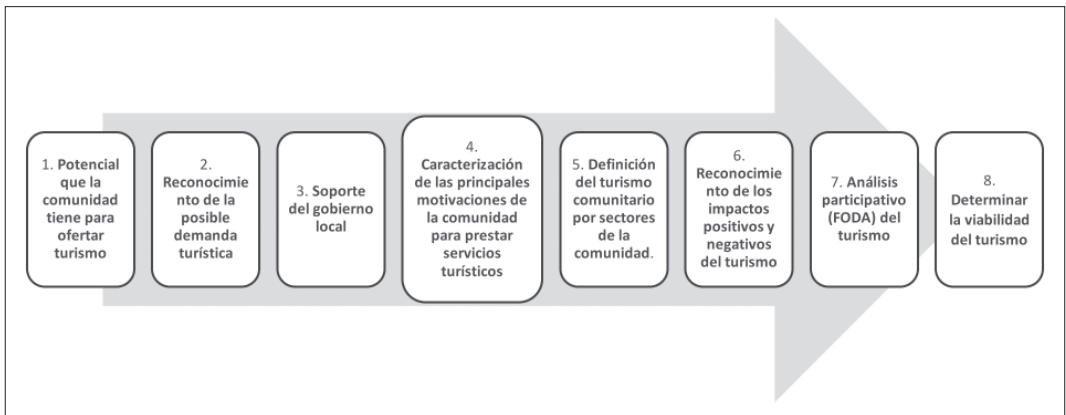 1. Potencial
que la
comunidad
tiene para
ofertar
turismo
2.
Reconocimie
nto de la
posible
demanda
turística
3. Soporte
del gobierno
local
4.
Caracterización
de las principales
motivaciones de
la comunidad
para prestar
servicios
turísticos
5. Definición
del turismo
comunitario
por sectores
de la
comunidad.
6.
Reconocimie
nto de los
impactos
positivos y
negativos
del turismo
7. Análisis
participativo
(FODA) del
turismo
8.
Determinar
la viabilidad
del turismo